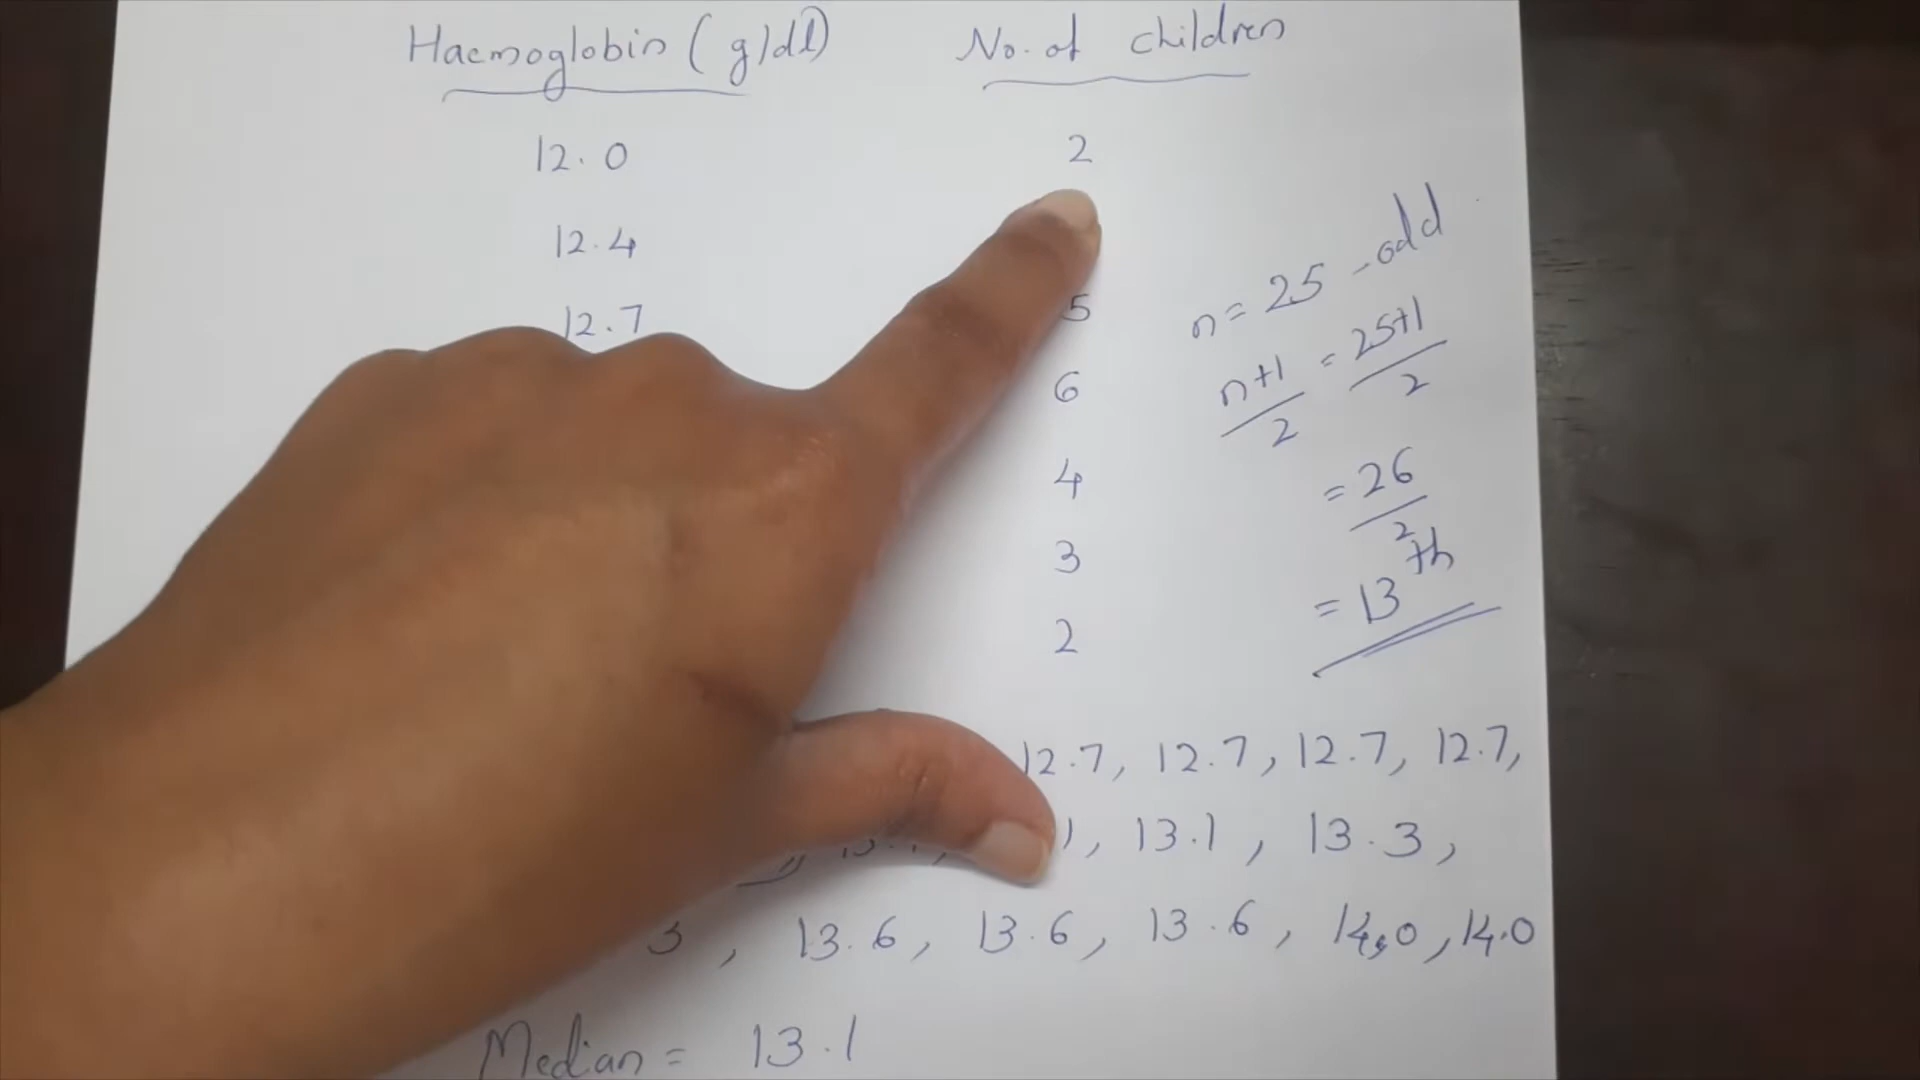 Haemoglobin (g/dl) No. of children
12.0 2
12.4
12.7 5
6
4
3
2
n = 25 - odd
n+1/2 = 25+1/2
= 26/2
= 13th
12.7, 12.7, 12.7, 12.7,
13.1, 13.3,
13.6, 13.6, 13.6, 14.0, 14.0
Median = 13.1